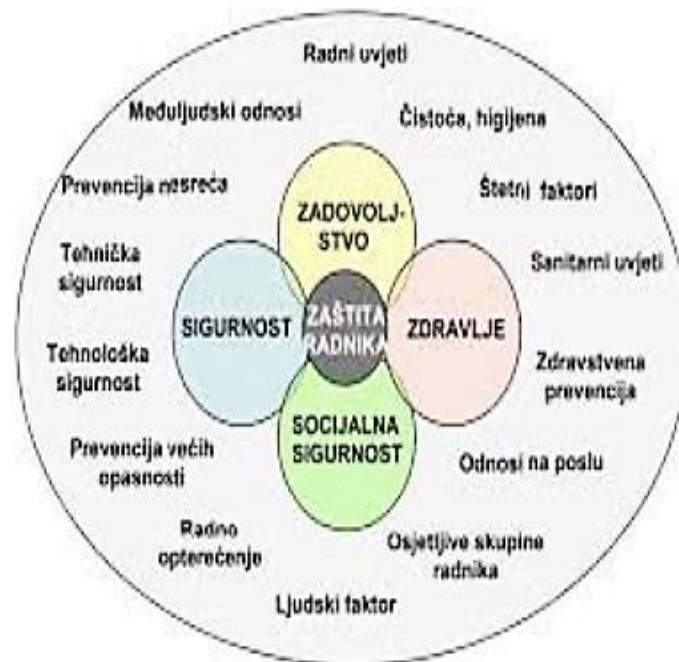 Radni uvjeti
Međuljudski odnosi
Čistoća, higijena
Prevencija nesreća
ZADOVOLJ-
STVO
Štetni faktori
Tehnička
sigurnost
Sanitarni uvjeti
SIGURNOST
ZAŠTITA
RADNIKA
ZDRAVLJE
Tehnološka
sigurnost
Zdravstvena
prevencija
SOCIJALNA
SIGURNOST
Prevencija većih
opasnosti
Odnosi na poslu
Radno
opterećenje
Osjetljive skupine
radnika
Ljudski faktor